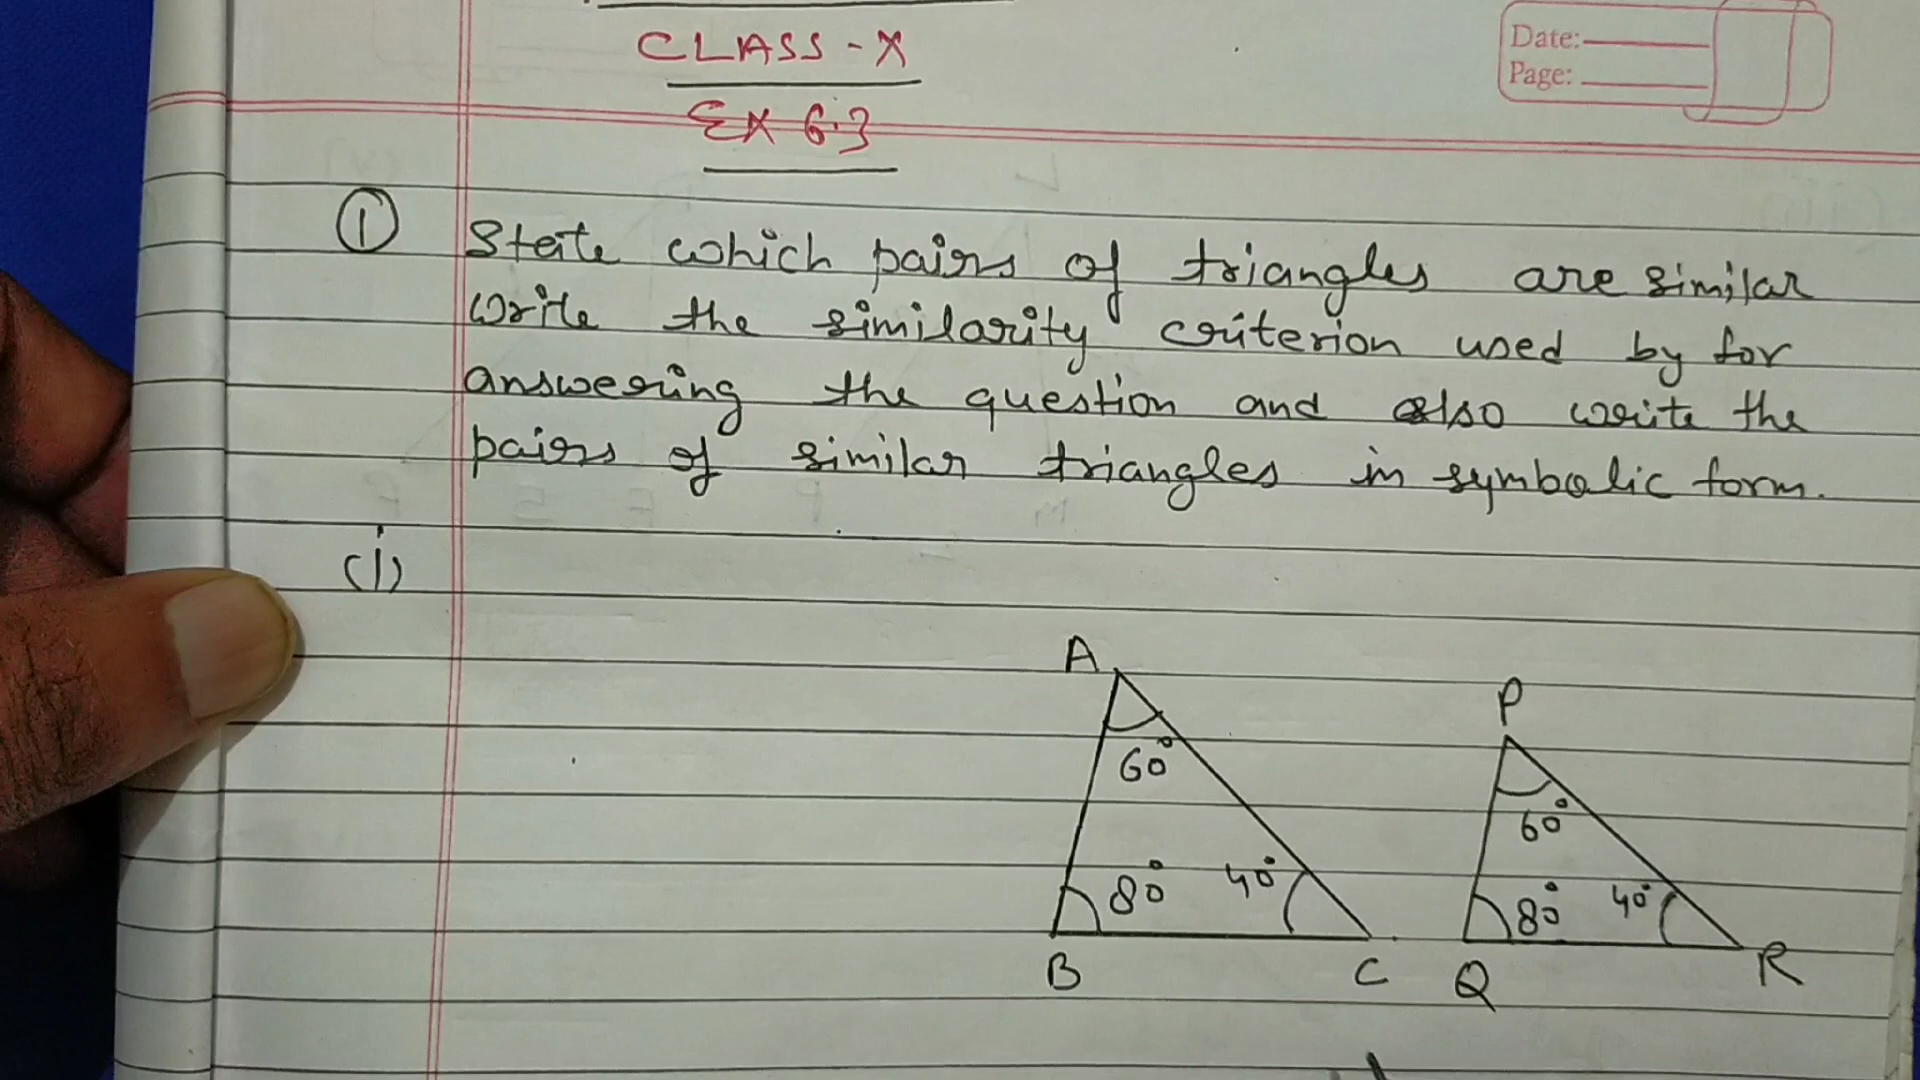 CLASS - X
Date:
Page:
EX 6.3
① State which pairs of triangles are similar
write the similarity criterion used by for
answering the question and also write the
pairs of similar triangles in symbolic form.
(i)
A
P
60°
60°
80° 40°
80° 40°
B C Q R